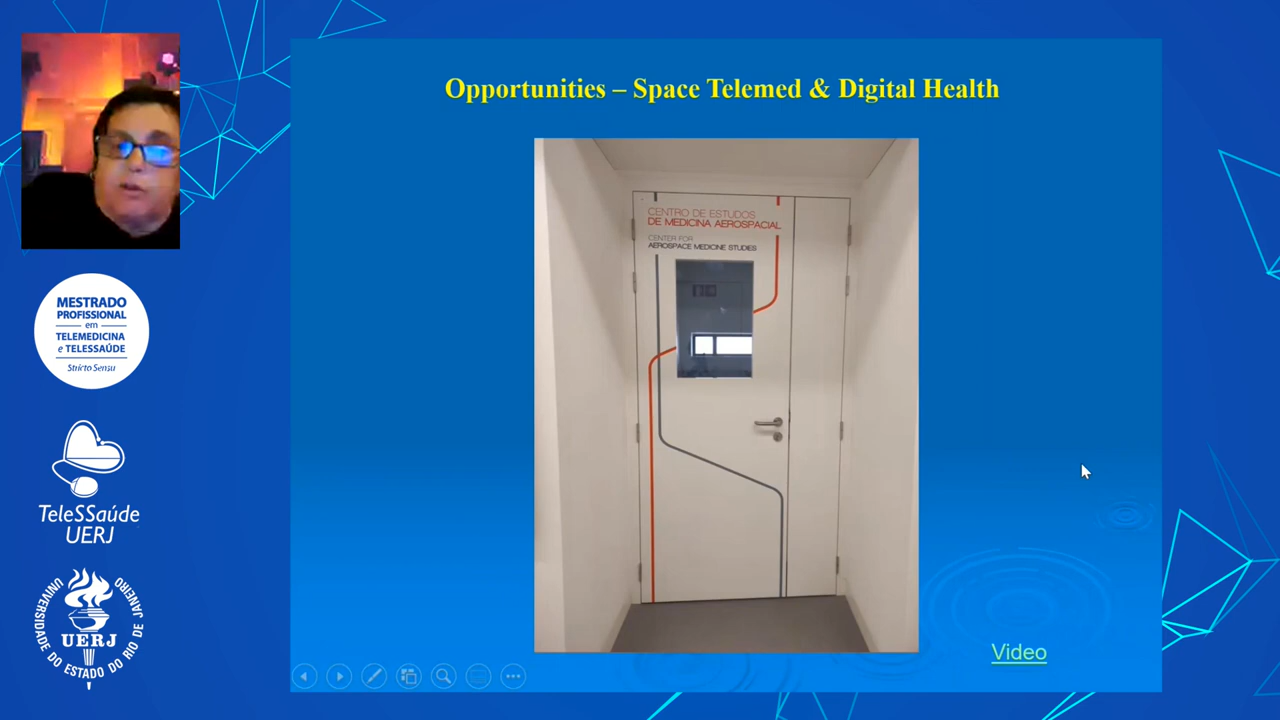 Opportunities – Space Telemed & Digital Health
CENTRO DE ESTUDOS
DE MEDICINA AEROSPACIAL
CENTER FOR
AEROSPACE MEDICINE STUDIES
MESTRADO
PROFISSIONAL
em
TELEMEDICINA
e TELESSAÚDE
Stricto Sensu
TeleSSaúde
UERJ
UNIVERSIDADE DO ESTADO DO RIO DE JANEIRO
UERJ
Video